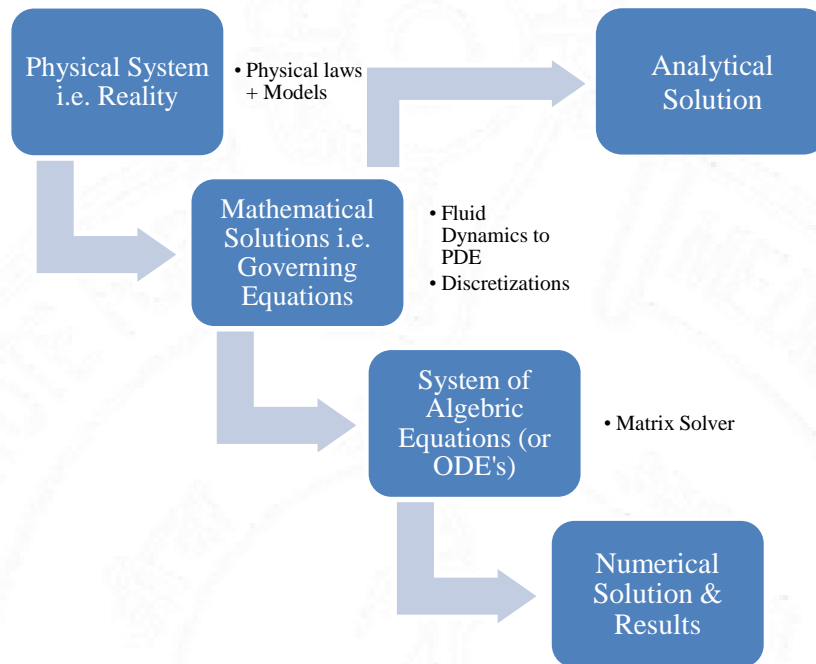 Physical System
i.e. Reality
• Physical laws
+ Models
Analytical
Solution
Mathematical
Solutions i.e.
Governing
Equations
• Fluid
Dynamics to
PDE
• Discretizations
System of
Algebric
Equations (or
ODE's)
• Matrix Solver
Numerical
Solution &
Results